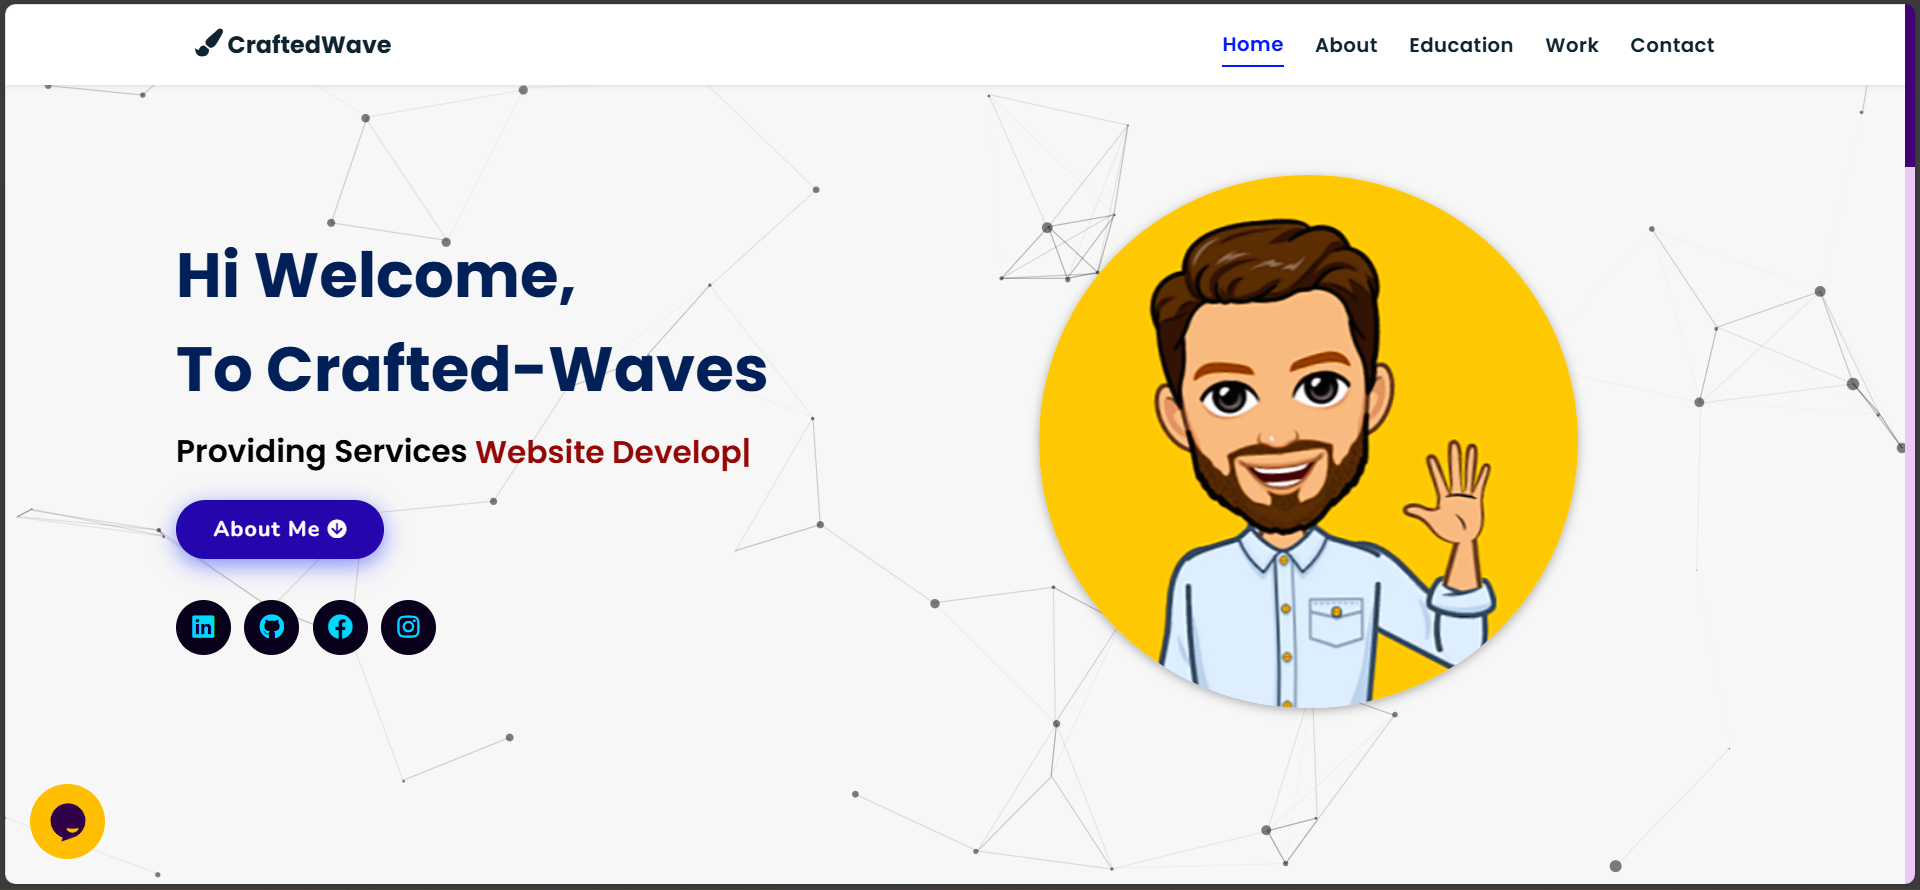 CraftedWave
Home About Education Work Contact
Hi Welcome,
To Crafted-Waves
Providing Services Website Develop|
About Me